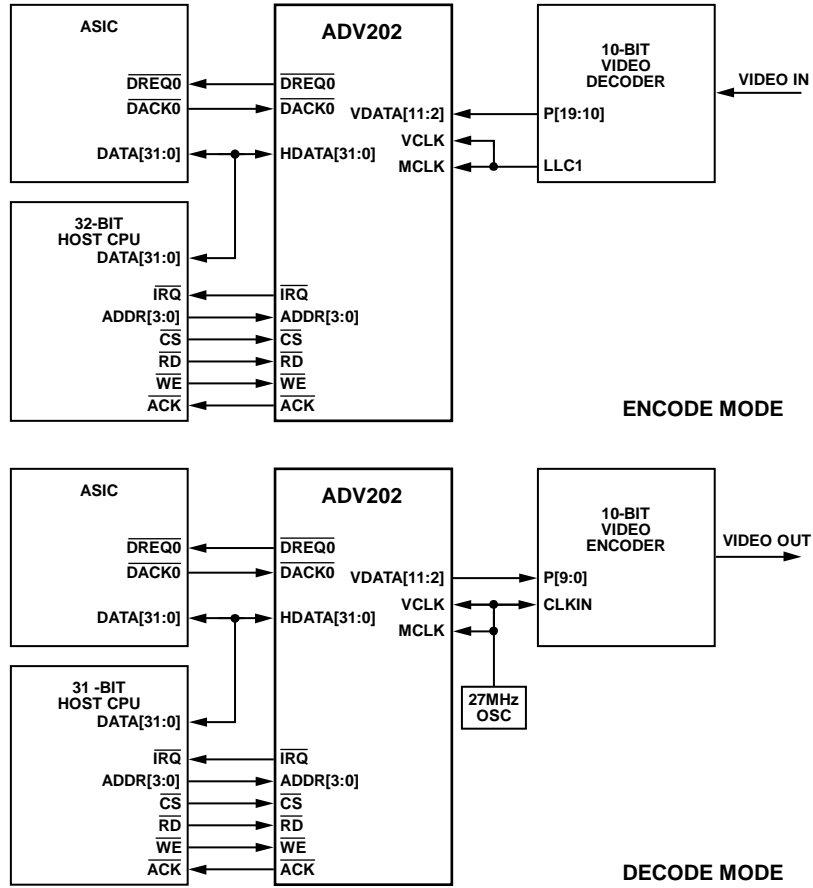 ASIC
DREQ0
DACK0
DATA[31:0]
32-BIT
HOST CPU
DATA[31:0]
IRQ
ADDR[3:0]
CS
RD
WE
ACK
ADV202
DREQ0
DACK0
HDATA[31:0]
VDATA[11:2]
VCLK
MCLK
IRQ
ADDR[3:0]
CS
RD
WE
ACK
10-BIT
VIDEO
DECODER
P[19:10]
LLC1
VIDEO IN
ENCODE MODE
ASIC
DREQ0
DACK0
DATA[31:0]
31 -BIT
HOST CPU
DATA[31:0]
IRQ
ADDR[3:0]
CS
RD
WE
ACK
ADV202
DREQ0
DACK0
HDATA[31:0]
VDATA[11:2]
VCLK
MCLK
IRQ
ADDR[3:0]
CS
RD
WE
ACK
10-BIT
VIDEO
ENCODER
P[9:0]
CLKIN
VIDEO OUT
27MHz
OSC
DECODE MODE